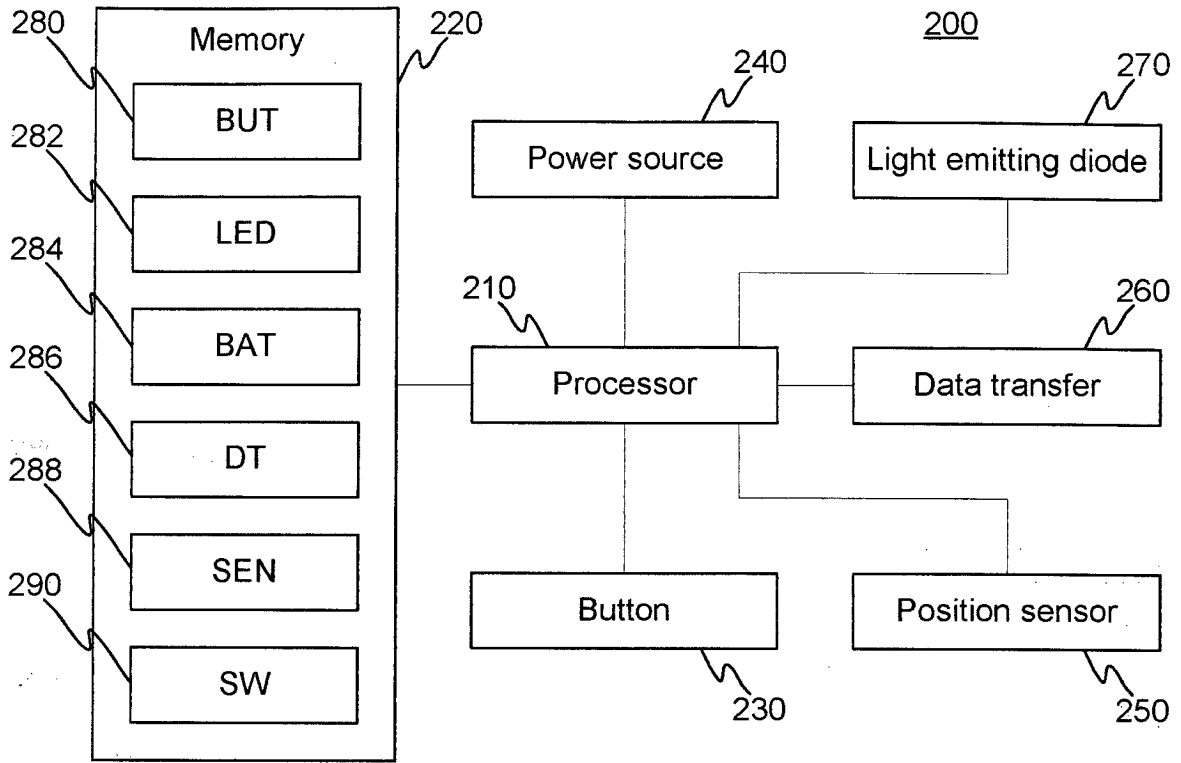 200
280
Memory
220
240
270
BUT
Power source
Light emitting diode
282
LED
284
210
260
BAT
Processor
Data transfer
286
DT
288
SEN
Button
Position sensor
290
SW
230
250